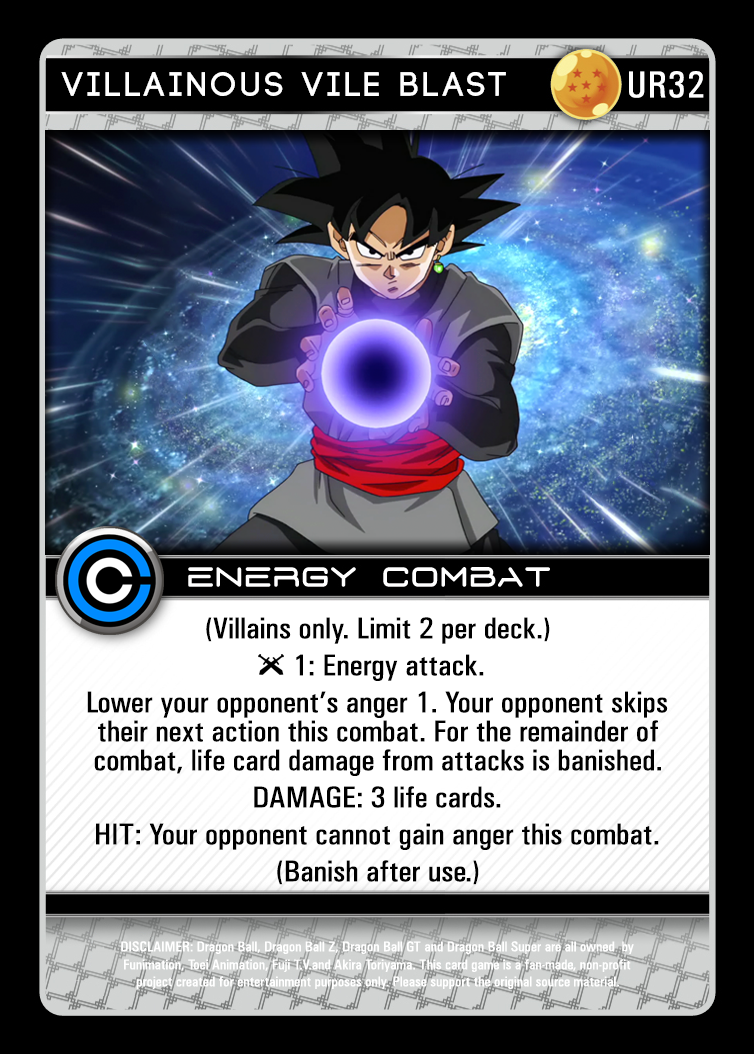 VILLAINOUS VILE BLAST
UR32
ENERGY COMBAT
(Villains only. Limit 2 per deck.)
1: Energy attack.
Lower your opponent's anger 1. Your opponent skips
their next action this combat. For the remainder of
combat, life card damage from attacks is banished.
DAMAGE: 3 life cards.
HIT: Your opponent cannot gain anger this combat.
(Banish after use.)
DISCLAIMER: Dragon Ball, Dragon Ball Z, Dragon Ball GT and Dragon Ball Super are all owned by
Funimation, Toei Animation, Fuji T.V.and Akira Toriyama. This card game is a fan-made, non-profit
project created for entertainment purposes only. Please support the original source material.